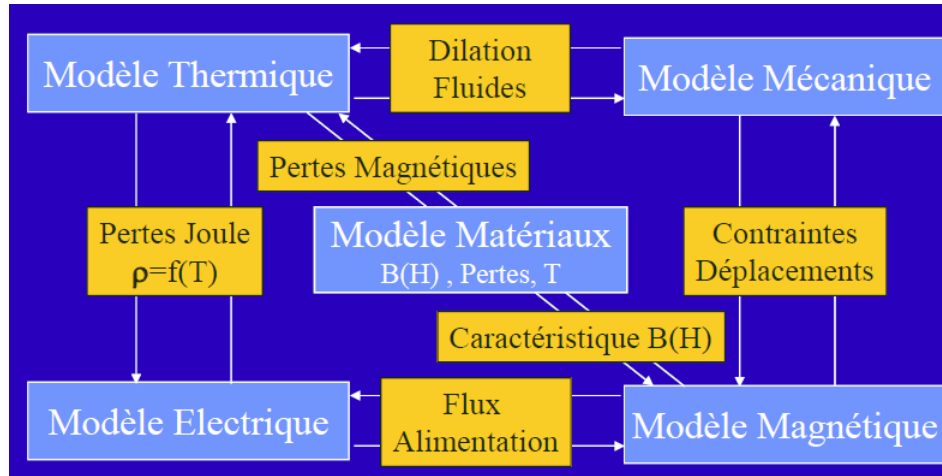 Modèle Thermique
Dilation
Fluides
Modèle Mécanique
Pertes Magnétiques
Pertes Joule
ρ=f(T)
Modèle Matériaux
B(H) , Pertes, T
Contraintes
Déplacements
Caractéristique B(H)
Modèle Electrique
Flux
Alimentation
Modèle Magnétique